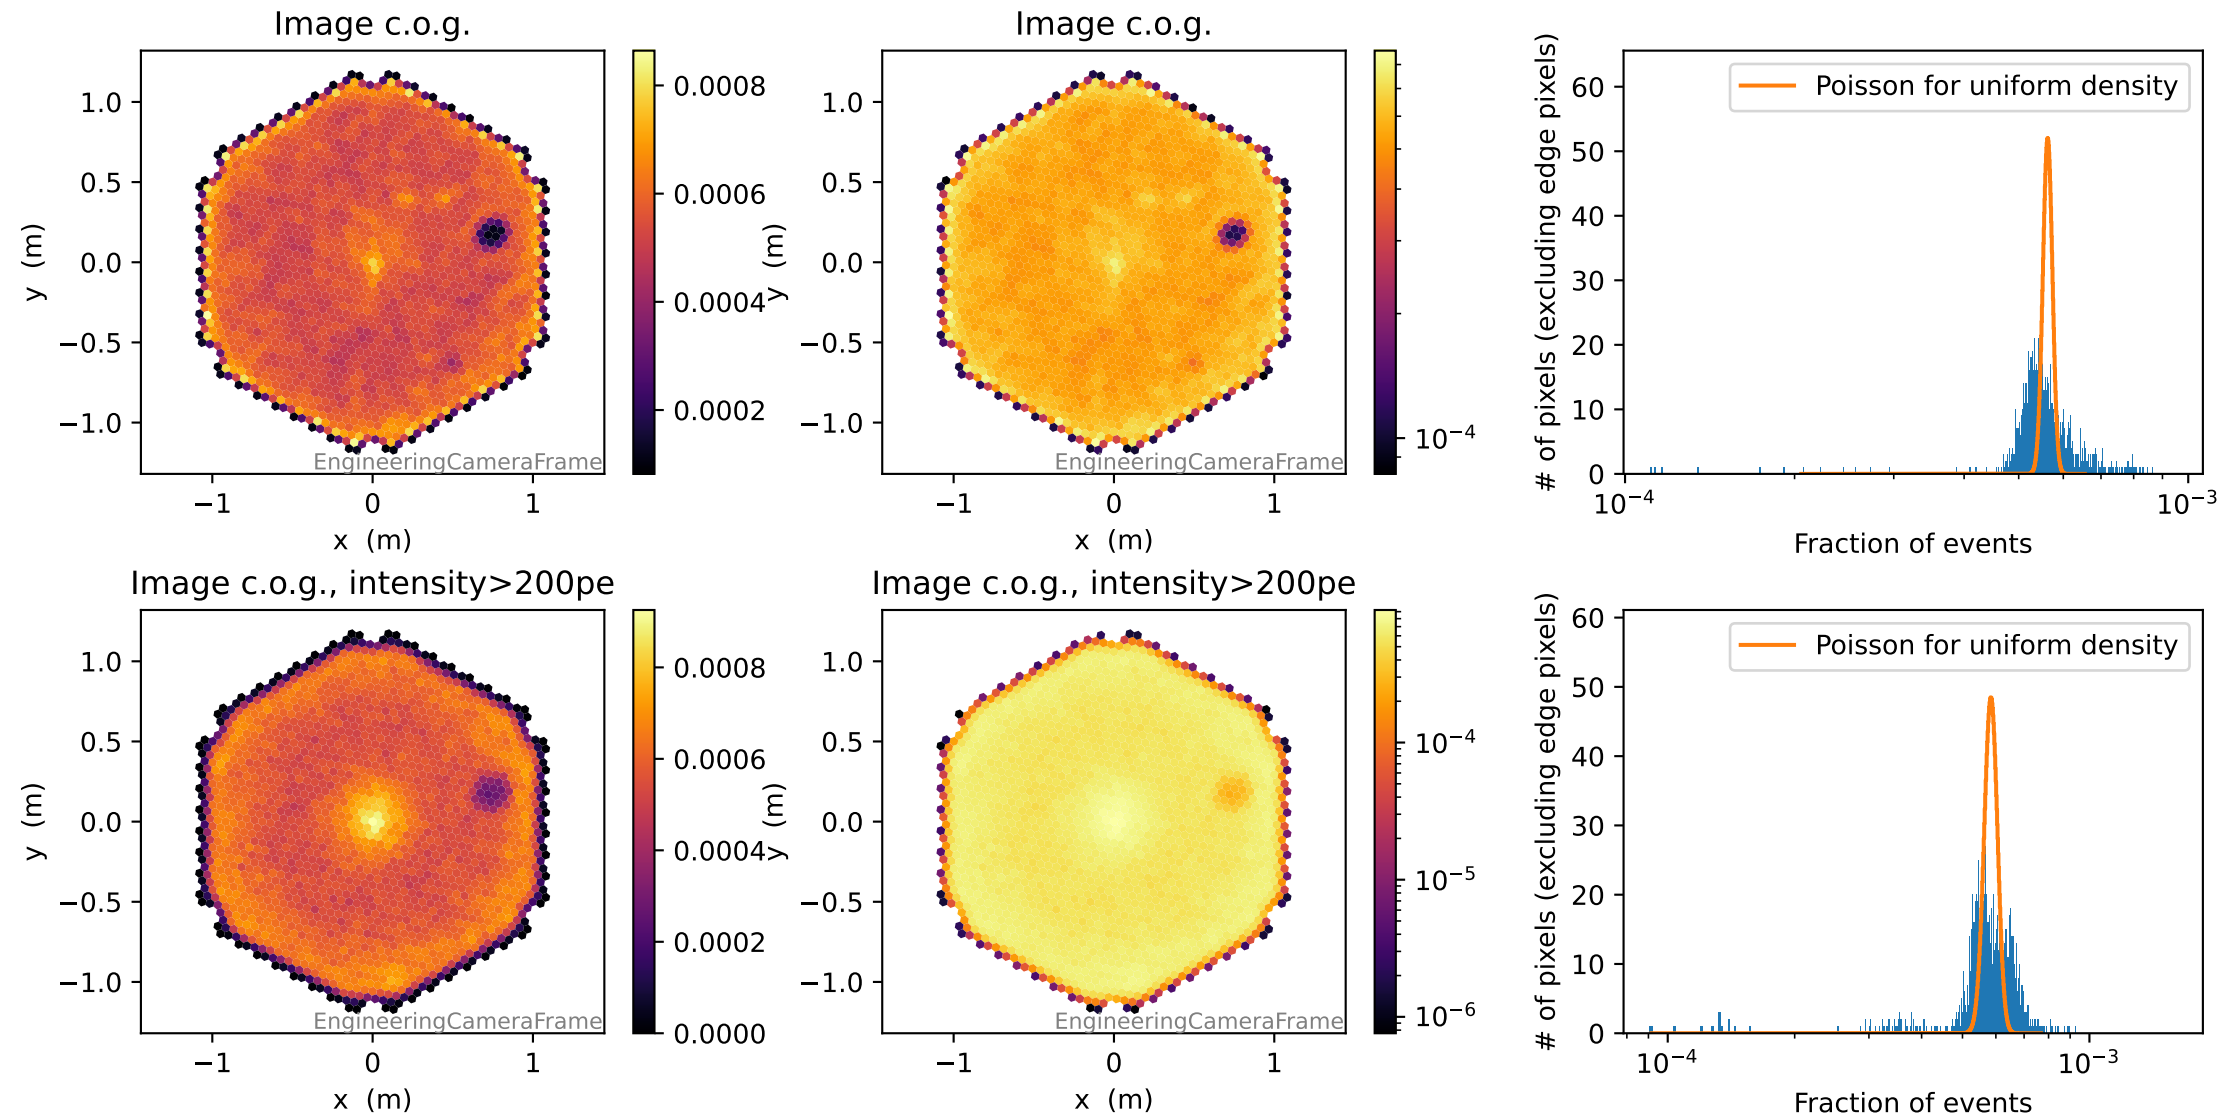 Image c.o.g.
1.0
0.5
0.0
−0.5
−1.0
y (m)
−1
0
1
x (m)
EngineeringCameraFrame
0.0008
0.0006
0.0004
0.0002
Image c.o.g.
1.0
0.5
0.0
−0.5
−1.0
y (m)
−1
0
1
x (m)
EngineeringCameraFrame
10⁻⁴
Poisson for uniform density
# of pixels (excluding edge pixels)
60
50
40
30
20
10
0
10⁻⁴
10⁻³
Fraction of events
Image c.o.g., intensity>200pe
1.0
0.5
0.0
−0.5
−1.0
y (m)
−1
0
1
x (m)
EngineeringCameraFrame
0.0008
0.0006
0.0004
0.0002
0.0000
Image c.o.g., intensity>200pe
1.0
0.5
0.0
−0.5
−1.0
y (m)
−1
0
1
x (m)
EngineeringCameraFrame
10⁻⁴
10⁻⁵
10⁻⁶
Poisson for uniform density
# of pixels (excluding edge pixels)
60
50
40
30
20
10
0
10⁻⁴
10⁻³
Fraction of events